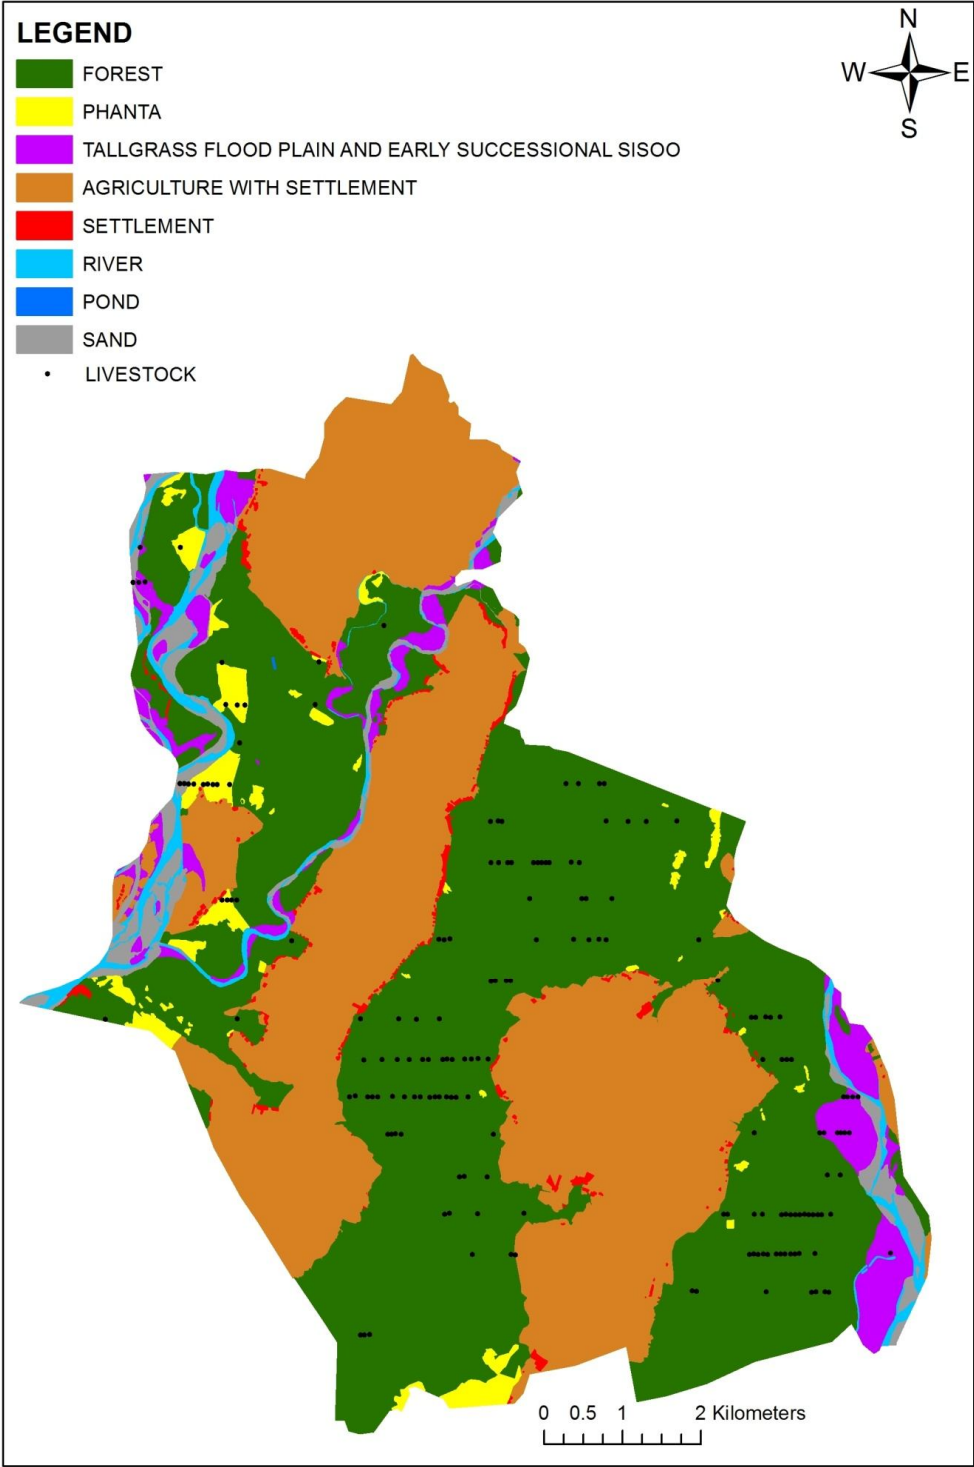 LEGEND
FOREST
PHANTA
TALLGRASS FLOOD PLAIN AND EARLY SUCCESSIONAL SISOO
AGRICULTURE WITH SETTLEMENT
SETTLEMENT
RIVER
POND
SAND
LIVESTOCK
N
W E
S
0 0.5 1 2 Kilometers